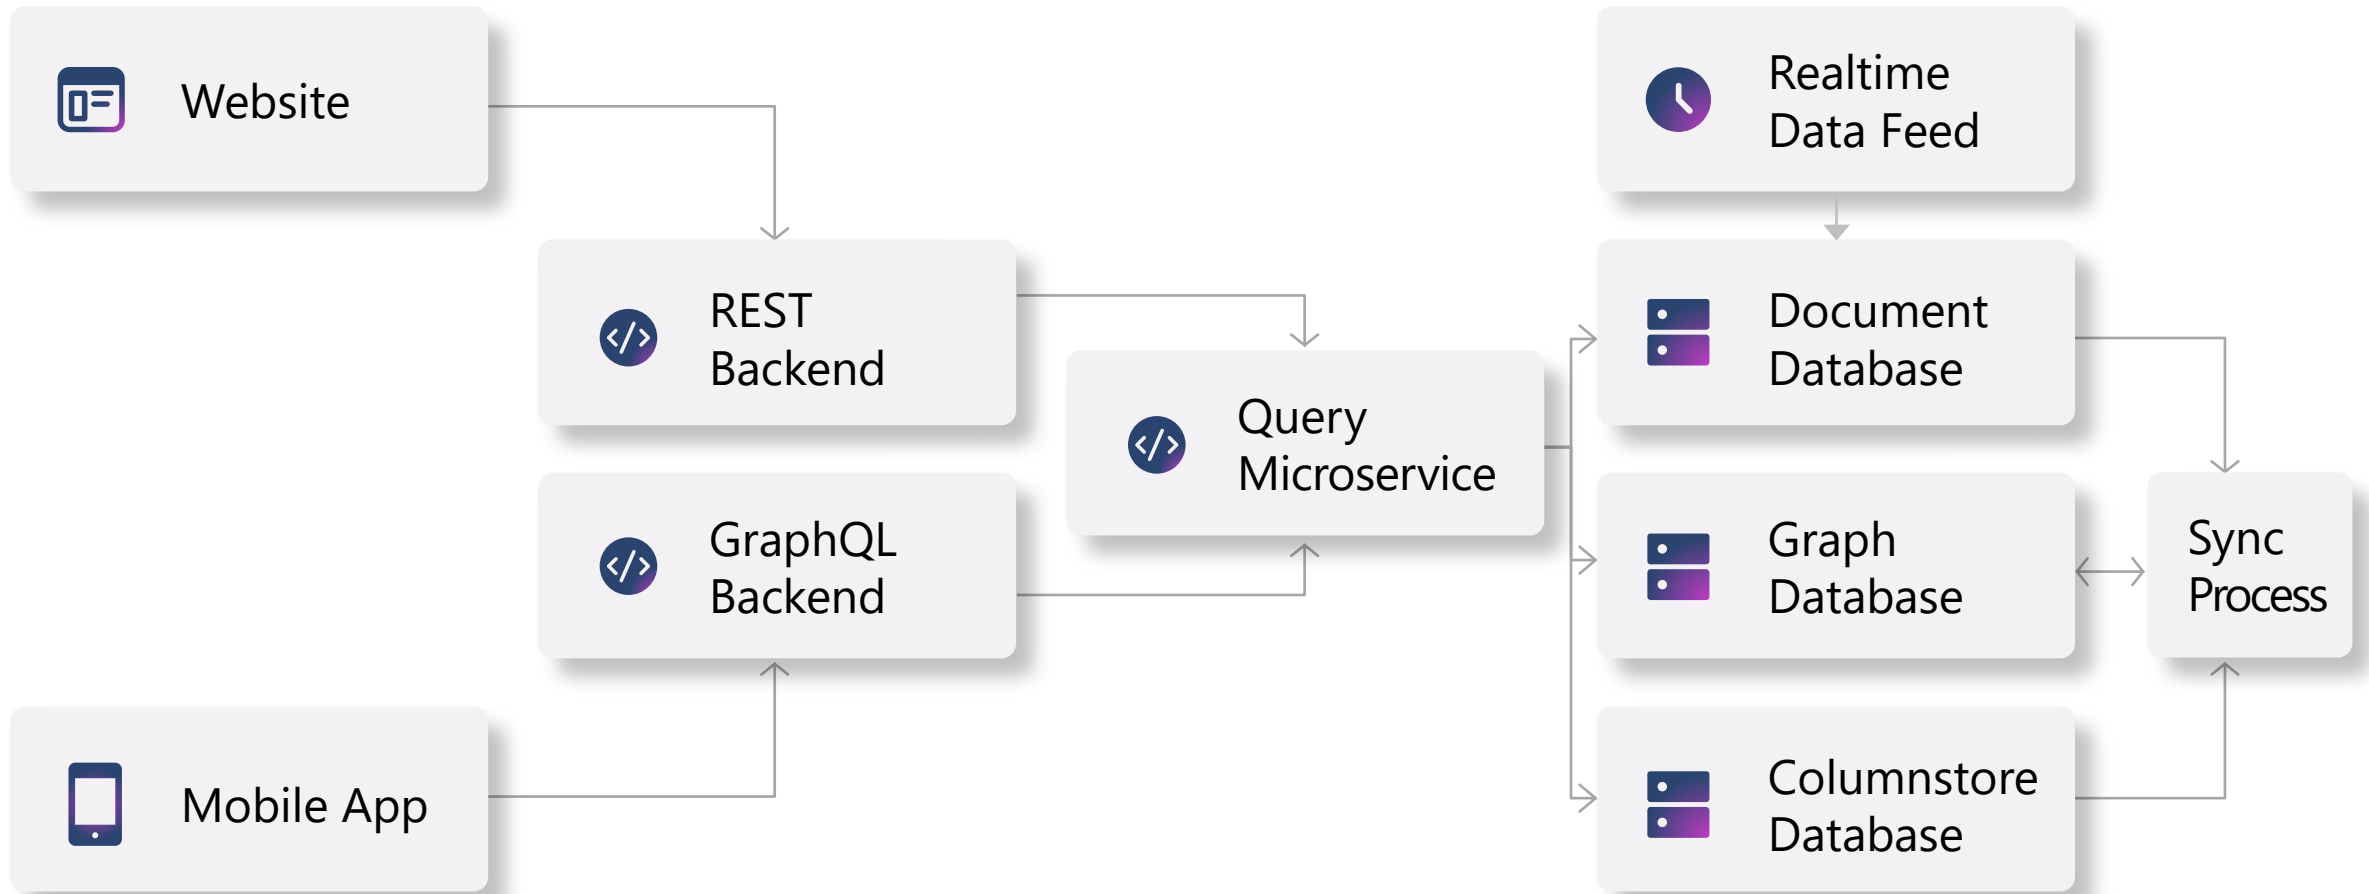 Website
Realtime
Data Feed
REST
Backend
Document
Database
Query
Microservice
GraphQL
Backend
Graph
Database
Sync
Process
Mobile App
Columnstore
Database